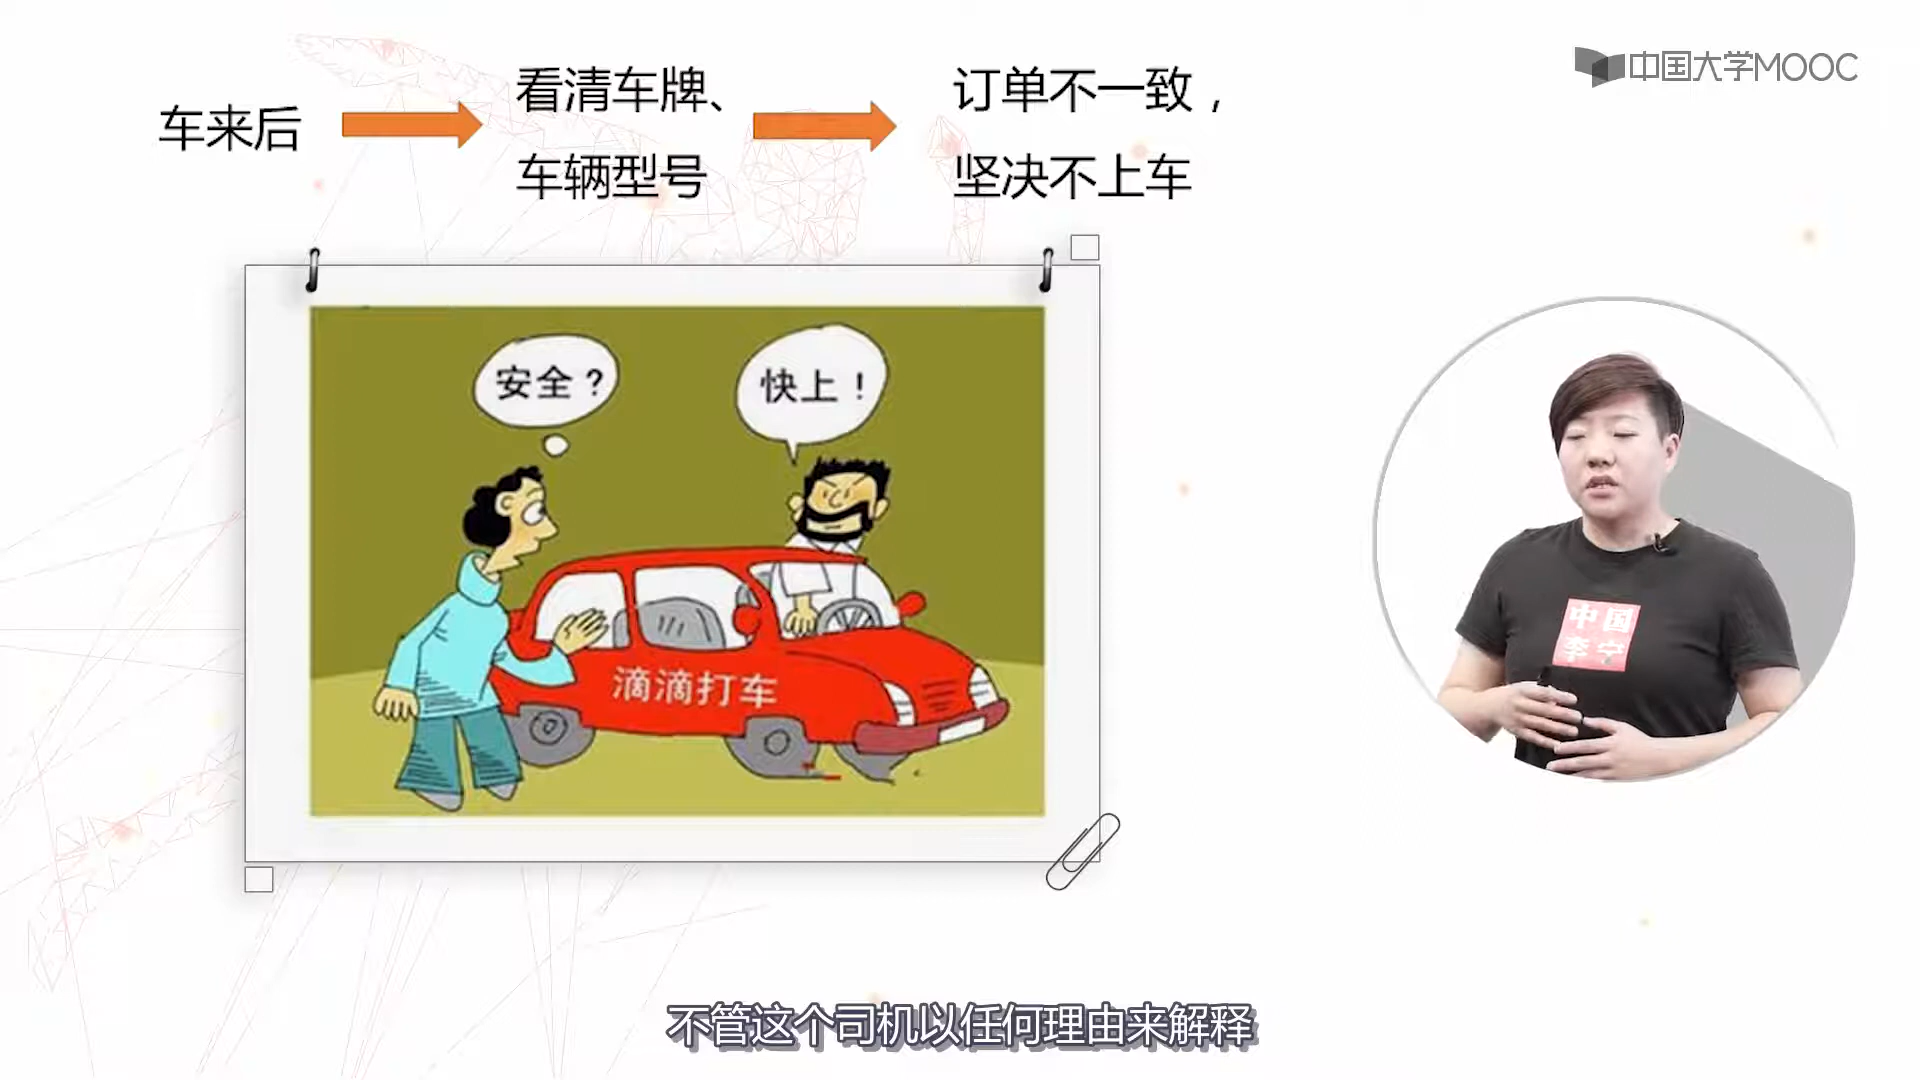 中国大学MOOC
车来后
看清车牌、
车辆型号
订单不一致，
坚决不上车
安全？
快上！
滴滴打车
中国
李宁
不管这个司机以任何理由来解释